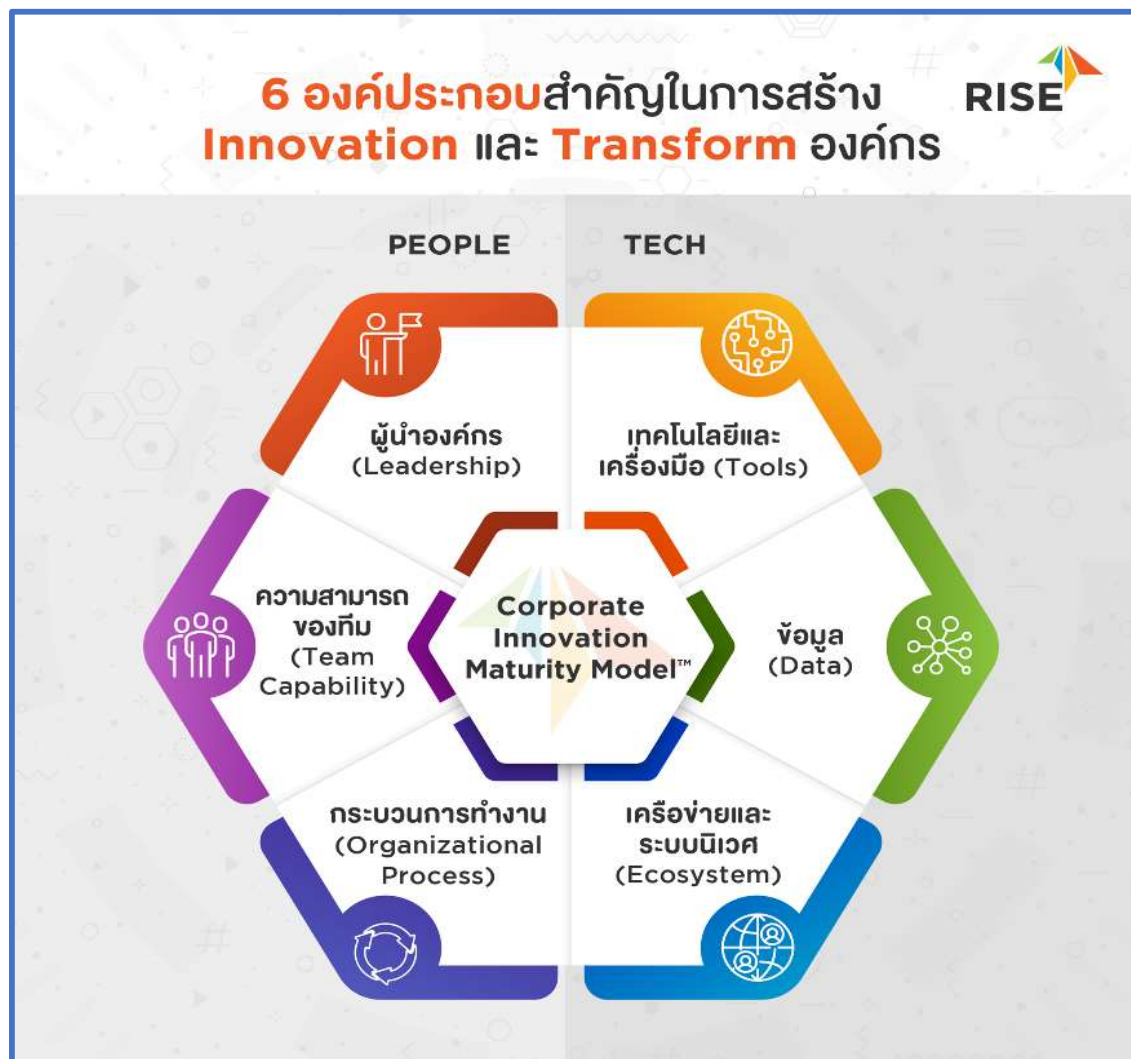 6 องค์ประกอบสำคัญในการสร้าง
Innovation และ Transform องค์กร
RISE
PEOPLE
TECH
ผู้นำองค์กร
(Leadership)
เทคโนโลยีและ
เครื่องมือ (Tools)
ความสามารถ
ของทีม
(Team
Capability)
Corporate
Innovation
Maturity Model™
ข้อมูล
(Data)
กระบวนการทำงาน
(Organizational
Process)
เครือข่ายและ
ระบบนิเวศ
(Ecosystem)